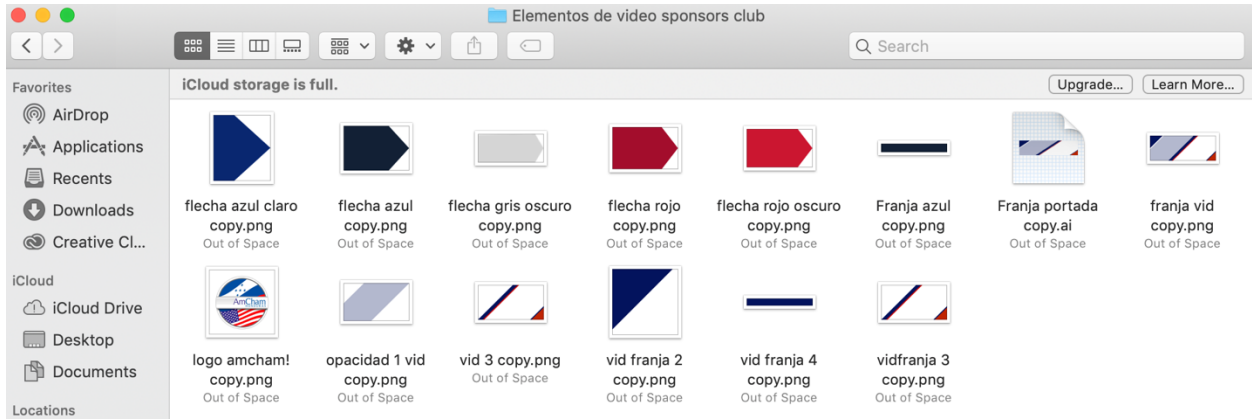 Elementos de video sponsors club
Search
Favorites
AirDrop
Applications
Recents
Downloads
Creative Cl...
iCloud
iCloud Drive
Desktop
Documents
Locations
iCloud storage is full.
Upgrade...
Learn More...
flecha azul claro
copy.png
Out of Space
flecha azul
copy.png
Out of Space
flecha gris oscuro
copy.png
Out of Space
flecha rojo
copy.png
Out of Space
flecha rojo oscuro
copy.png
Out of Space
Franja azul
copy.png
Out of Space
Franja portada
copy.ai
Out of Space
franja vid
copy.png
Out of Space
AmCham
logo amcham!
copy.png
Out of Space
opacidad 1 vid
copy.png
Out of Space
vid 3 copy.png
Out of Space
vid franja 2
copy.png
Out of Space
vid franja 4
copy.png
Out of Space
vidfranja 3
copy.png
Out of Space